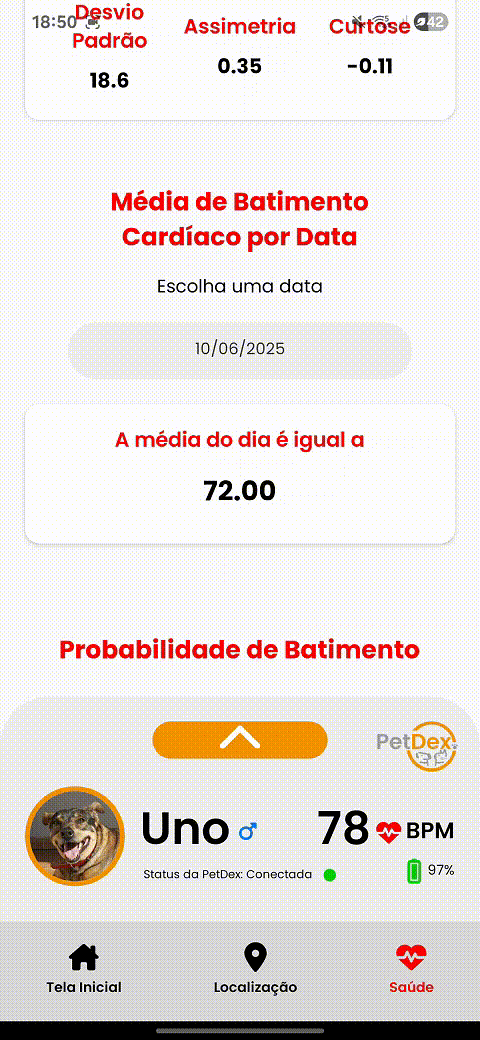 18:50
42
Desvio
Padrão
Assimetria
Curtose
18.6
0.35
-0.11
Média de Batimento
Cardíaco por Data
Escolha uma data
10/06/2025
A média do dia é igual a
72.00
Probabilidade de Batimento
PetDex
Uno
78 BPM
Status da PetDex: Conectada
97%
Tela Inicial
Localização
Saúde